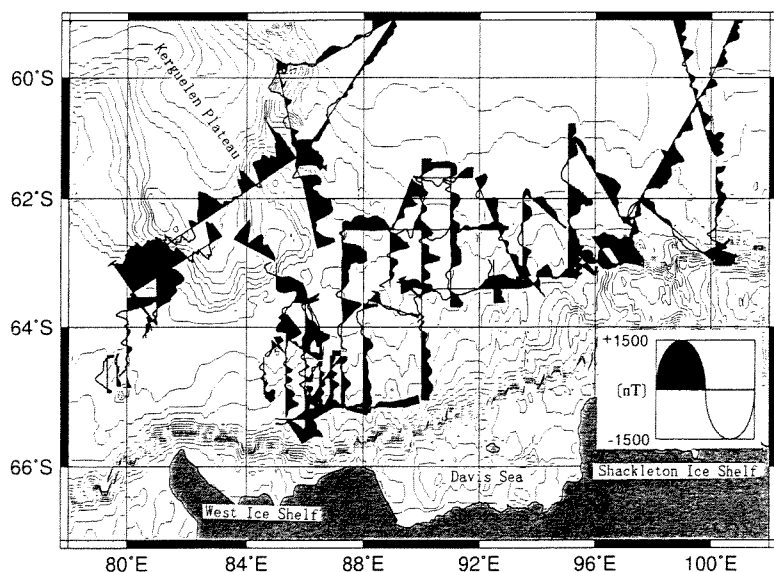 60°S
Kerguelen Plateau
62°S
64°S
+1500
[nT]
-1500
66°S
Davis Sea
Shackleton Ice Shelf
West Ice Shelf
80°E 84°E 88°E 92°E 96°E 100°E